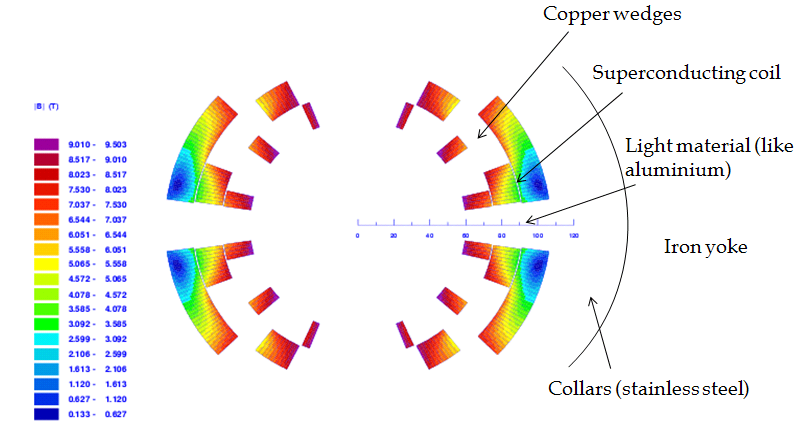 Copper wedges
Superconducting coil
|B| (T)
Light material (like
aluminium)
9.010 - 9.503
8.517 - 9.010
8.023 - 8.517
7.530 - 8.023
7.037 - 7.530
6.544 - 7.037
6.051 - 6.544
5.558 - 6.051
5.065 - 5.558
4.572 - 5.065
4.078 - 4.572
3.585 - 4.078
3.092 - 3.585
2.599 - 3.092
2.106 - 2.599
1.613 - 2.106
1.120 - 1.613
0.627 - 1.120
0.133 - 0.627
0 20 40 60 80 100 120
Iron yoke
Collars (stainless steel)